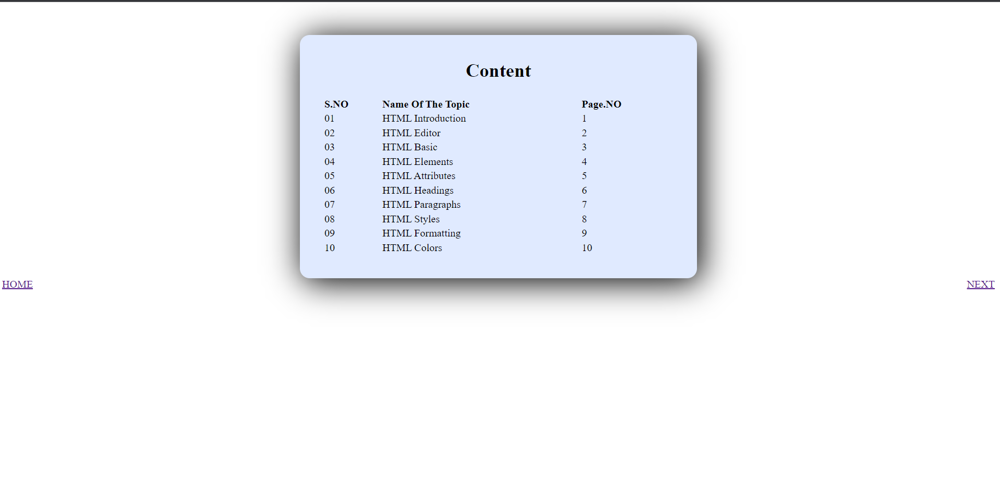 Content
S.NO Name Of The Topic Page.NO
01 HTML Introduction 1
02 HTML Editor 2
03 HTML Basic 3
04 HTML Elements 4
05 HTML Attributes 5
06 HTML Headings 6
07 HTML Paragraphs 7
08 HTML Styles 8
09 HTML Formatting 9
10 HTML Colors 10
HOME NEXT